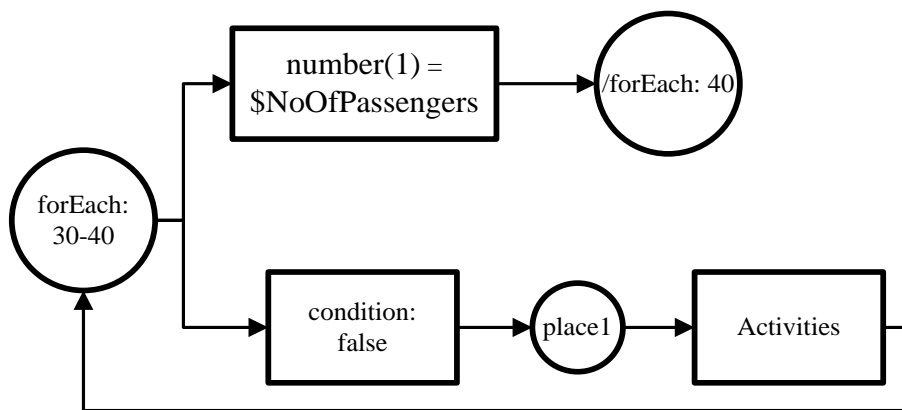 number(1) =
$NoOfPassengers
/forEach: 40
forEach:
30-40
condition:
false
place1
Activities